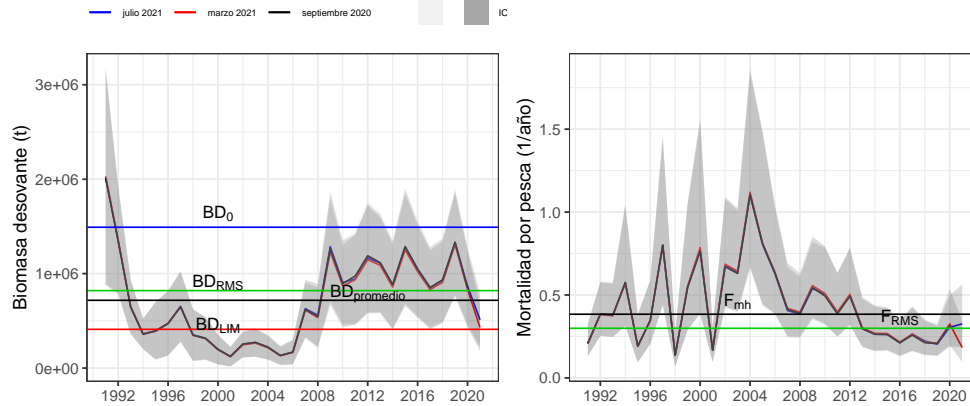 julio 2021 marzo 2021 septiembre 2020 IC
Biomasa desovante (t)
3e+06
2e+06
1e+06
0e+00
BD0
BDRMS
BDpromedio
BDLIM
1992 1996 2000 2004 2008 2012 2016 2020
Mortalidad por pesca (1/año)
1.5
1.0
0.5
0.0
Fmh
FRMS
1992 1996 2000 2004 2008 2012 2016 2020